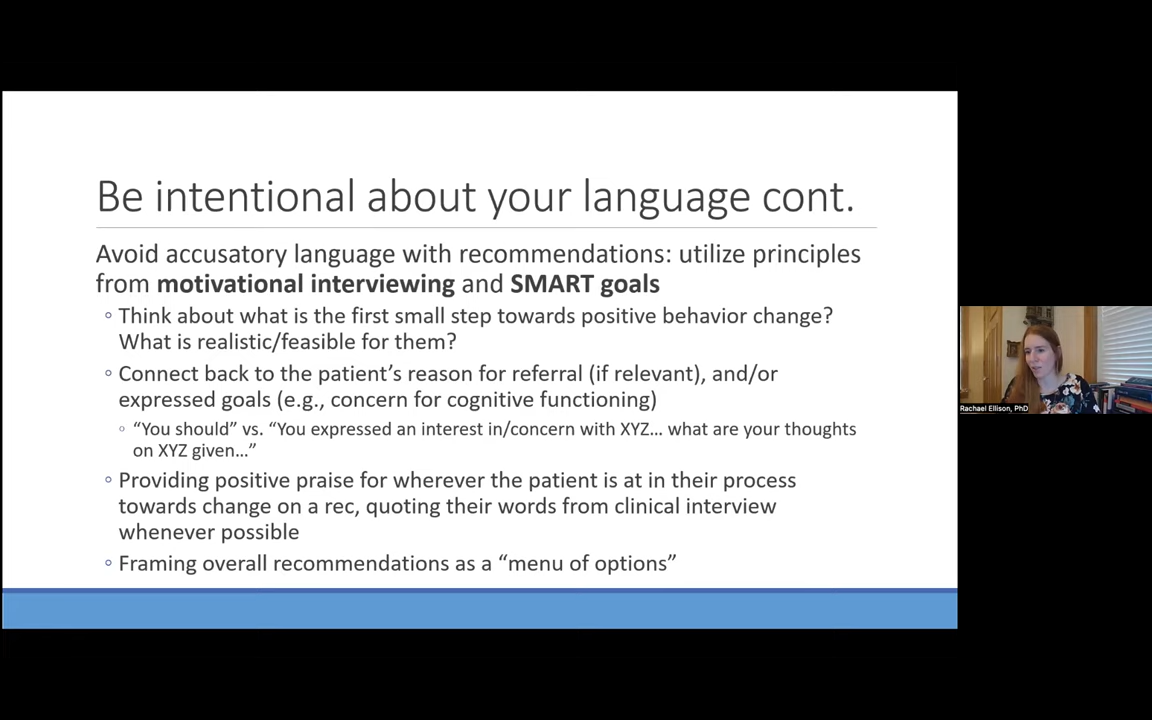 Be intentional about your language cont.
Avoid accusatory language with recommendations: utilize principles
from motivational interviewing and SMART goals
◦ Think about what is the first small step towards positive behavior change?
What is realistic/feasible for them?
◦ Connect back to the patient’s reason for referral (if relevant), and/or
expressed goals (e.g., concern for cognitive functioning)
◦ “You should” vs. “You expressed an interest in/concern with XYZ… what are your thoughts
on XYZ given…”
◦ Providing positive praise for wherever the patient is at in their process
towards change on a rec, quoting their words from clinical interview
whenever possible
◦ Framing overall recommendations as a “menu of options”
Rachael Ellison, PhD